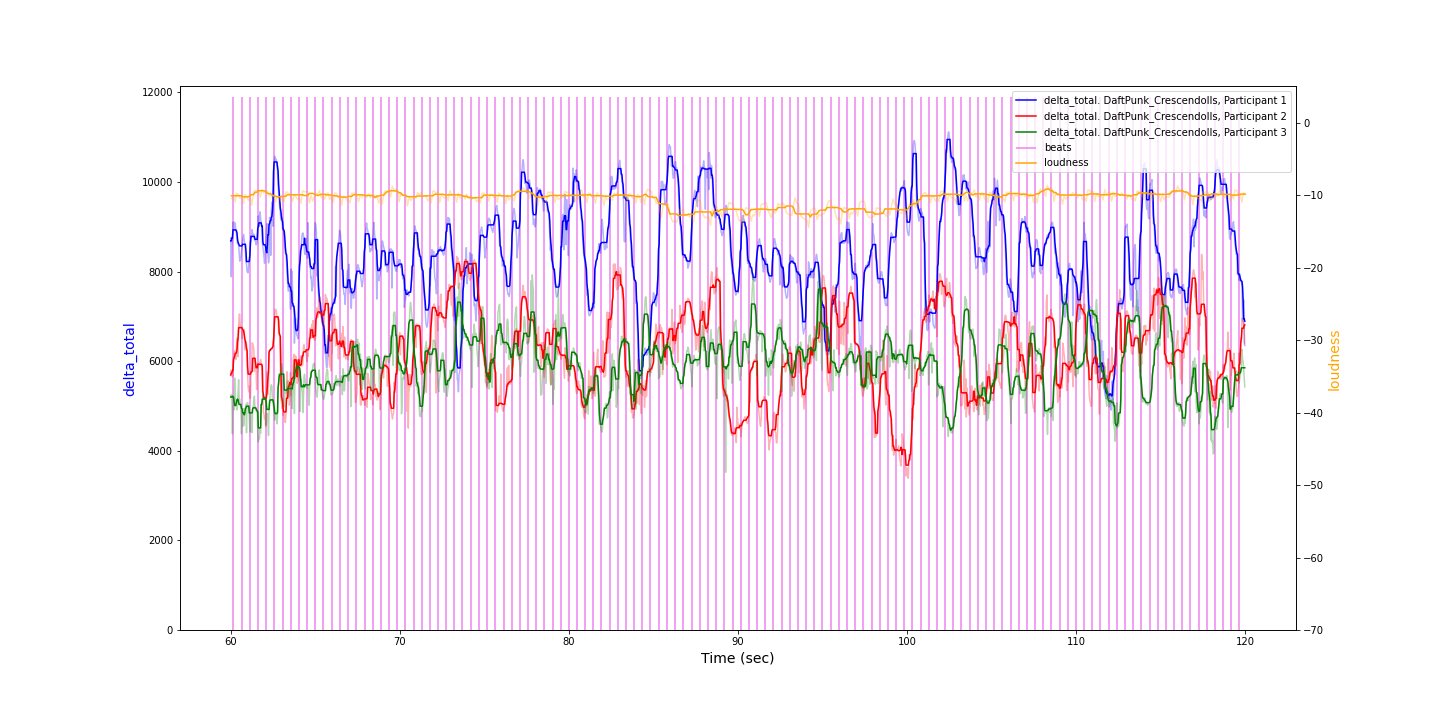 12000
10000
8000
6000
4000
2000
0
delta_total
60
70
80
90
100
110
120
Time (sec)
delta_total. DaftPunk_Crescendolls, Participant 1
delta_total. DaftPunk_Crescendolls, Participant 2
delta_total. DaftPunk_Crescendolls, Participant 3
beats
loudness
0
−10
−20
−30
−40
−50
−60
−70
loudness